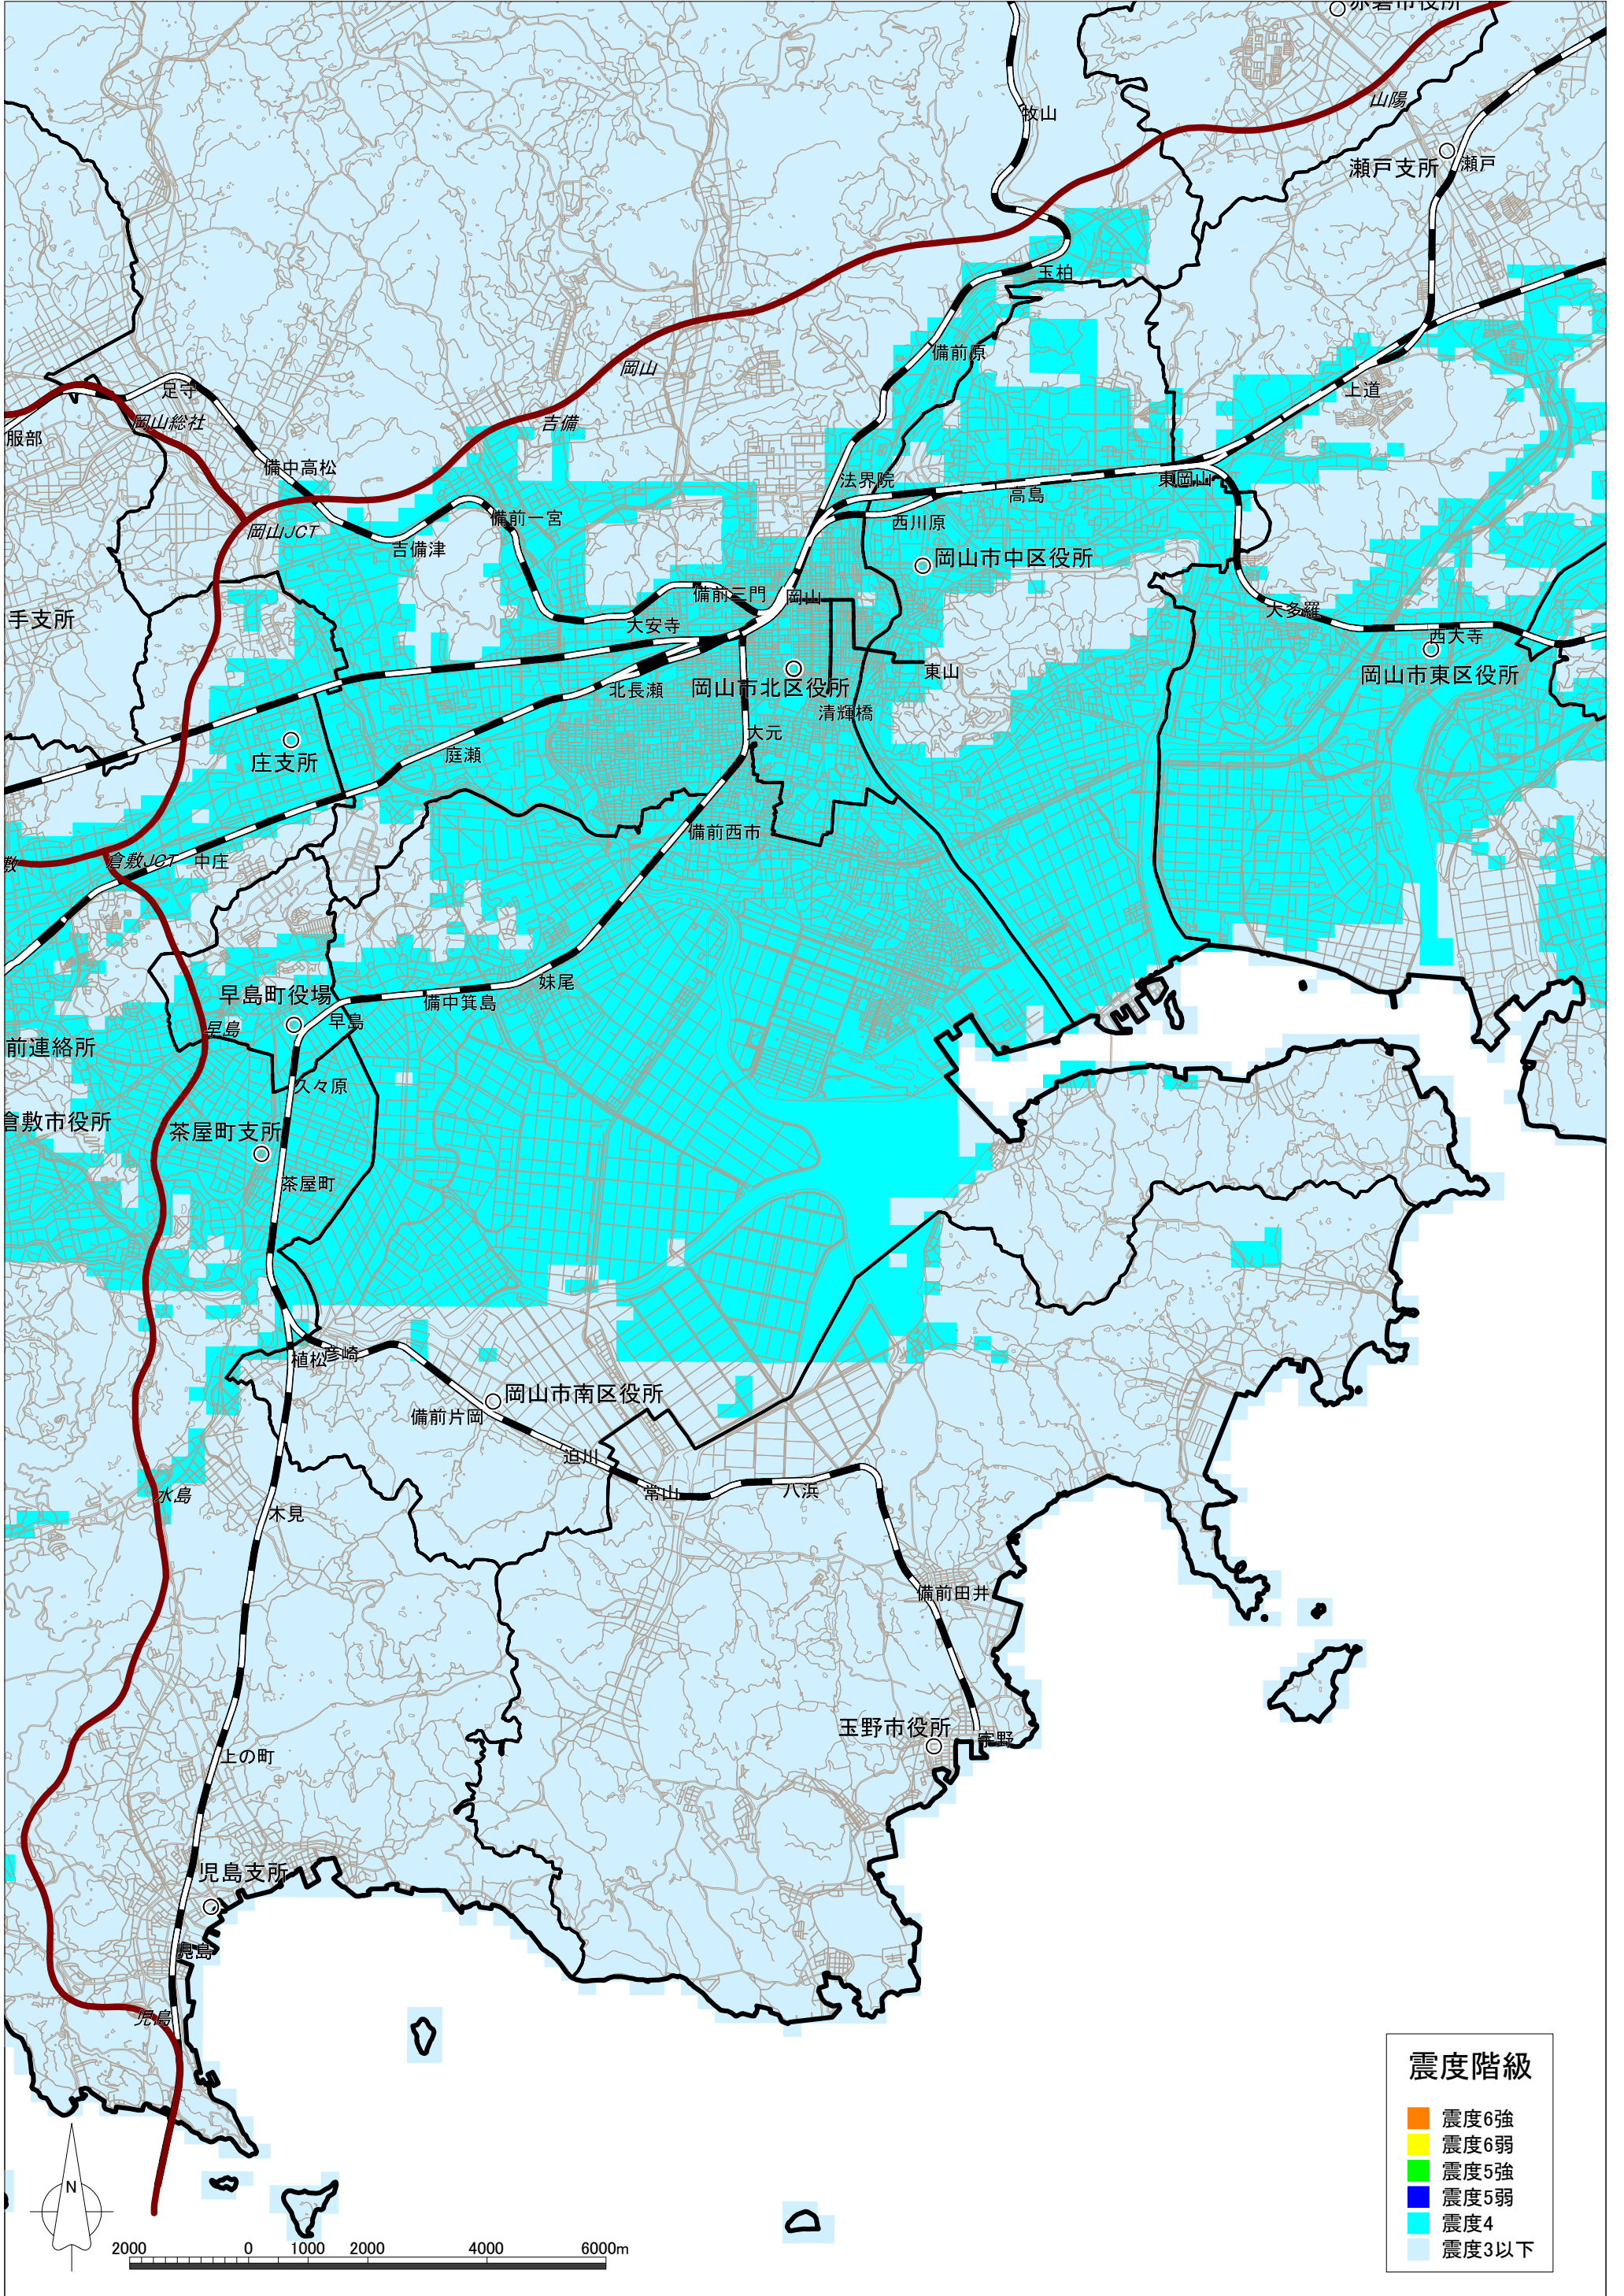 赤磐市役所
山陽
牧山
瀬戸支所
瀬戸
玉柏
備前原
岡山
足守
上道
岡山総社
吉備
服部
備中高松
法界院
東岡山
高島
備前一宮
西川原
岡山JCT
吉備津
岡山市中区役所
備前三門
岡山
大多羅
手支所
大安寺
西大寺
東山
岡山市東区役所
北長瀬
岡山市北区役所
清輝橋
大元
庭瀬
庄支所
備前西市
敷
倉敷JCT
中庄
妹尾
早島町役場
備中箕島
早島
早島
前連絡所
久々原
倉敷市役所
茶屋町支所
茶屋町
植松
彦崎
岡山市南区役所
備前片岡
迫川
常山
八浜
水島
木見
備前田井
玉野市役所
宇野
上の町
児島支所
児島
児島
震度階級
震度6強
震度6弱
震度5強
震度5弱
震度4
震度3以下
N
2000 0 1000 2000 4000 6000m